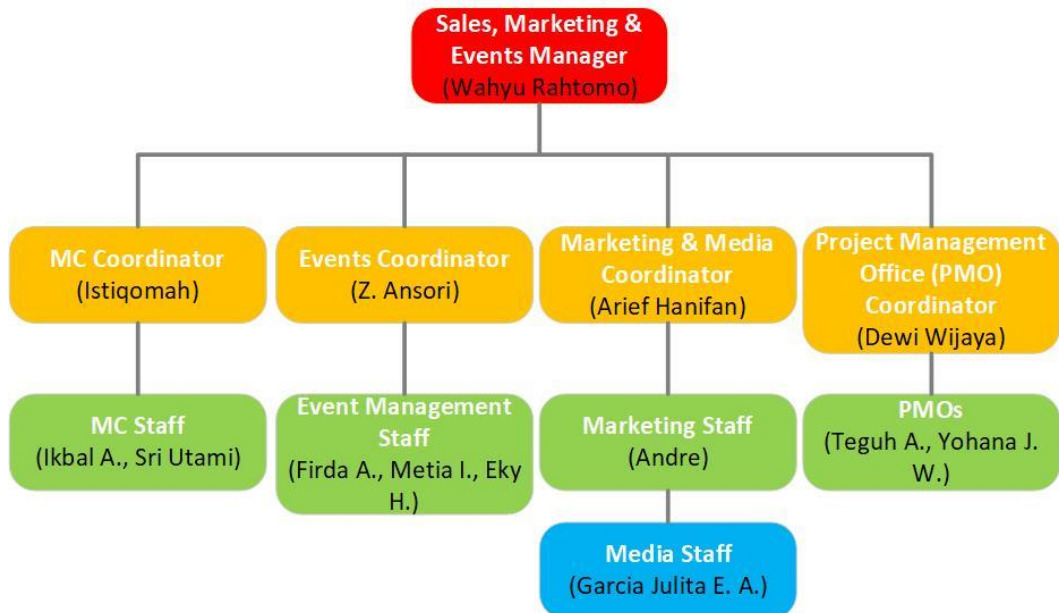 Sales, Marketing &
Events Manager
(Wahyu Rahtomo)
MC Coordinator
(Istiqomah)
Events Coordinator
(Z. Ansori)
Marketing & Media
Coordinator
(Arief Hanifan)
Project Management
Office (PMO)
Coordinator
(Dewi Wijaya)
MC Staff
(Ikbal A., Sri Utami)
Event Management
Staff
(Firda A., Metia I., Eky
H.)
Marketing Staff
(Andre)
PMOs
(Teguh A., Yohana J.
W.)
Media Staff
(Garcia Julita E. A.)